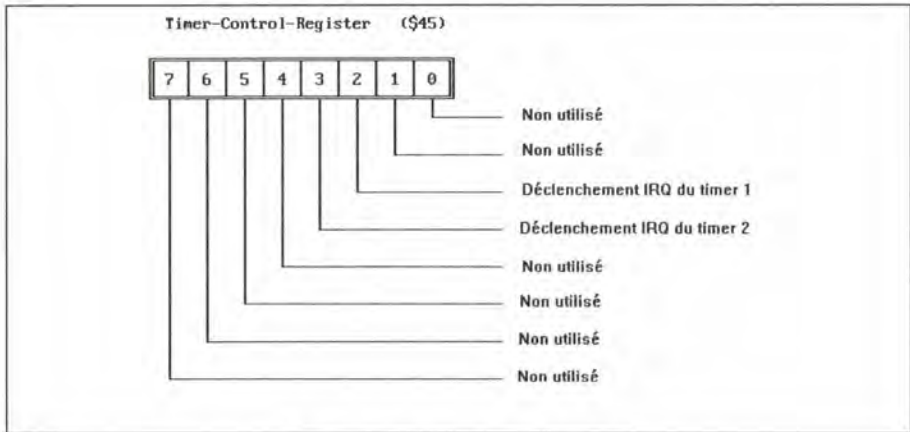 Timer-Control-Register ($45)
7 6 5 4 3 2 1 0
Non utilisé
Non utilisé
Déclenchement IRQ du timer 1
Déclenchement IRQ du timer 2
Non utilisé
Non utilisé
Non utilisé
Non utilisé